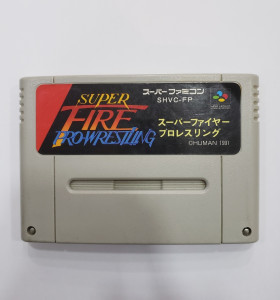 SUPER
FIRE
PROWRESTLING
スーパーファミコン
SHVC-FP
スーパーファイヤー
プロレスリング
©HUMAN 1991